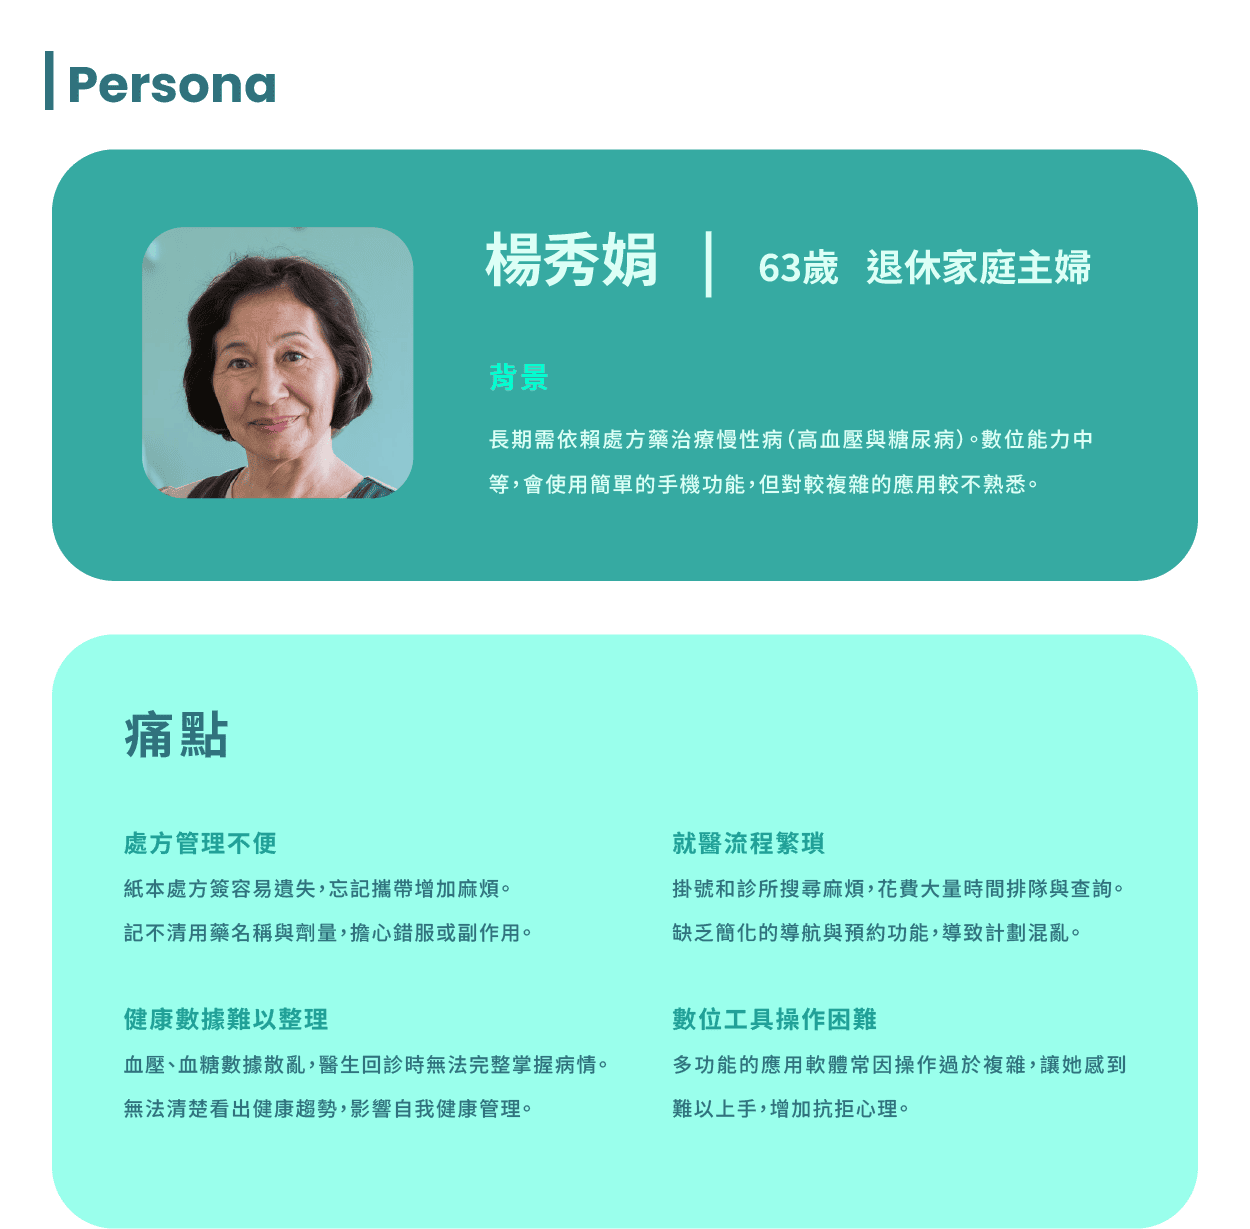 Persona
楊秀娟 | 63歲 退休家庭主婦
背景
長期需依賴處方藥治療慢性病（高血壓與糖尿病）。數位能力中
等，會使用簡單的手機功能，但對較複雜的應用較不熟悉。
痛點
處方管理不便
紙本處方簽容易遺失，忘記攜帶增加麻煩。
記不清用藥名稱與劑量，擔心錯服或副作用。
就醫流程繁瑣
掛號和診所搜尋麻煩，花費大量時間排隊與查詢。
缺乏簡化的導航與預約功能，導致計劃混亂。
健康數據難以整理
血壓、血糖數據散亂，醫生回診時無法完整掌握病情。
無法清楚看出健康趨勢，影響自我健康管理。
數位工具操作困難
多功能的應用軟體常因操作過於複雜，讓她感到
難以上手，增加抗拒心理。